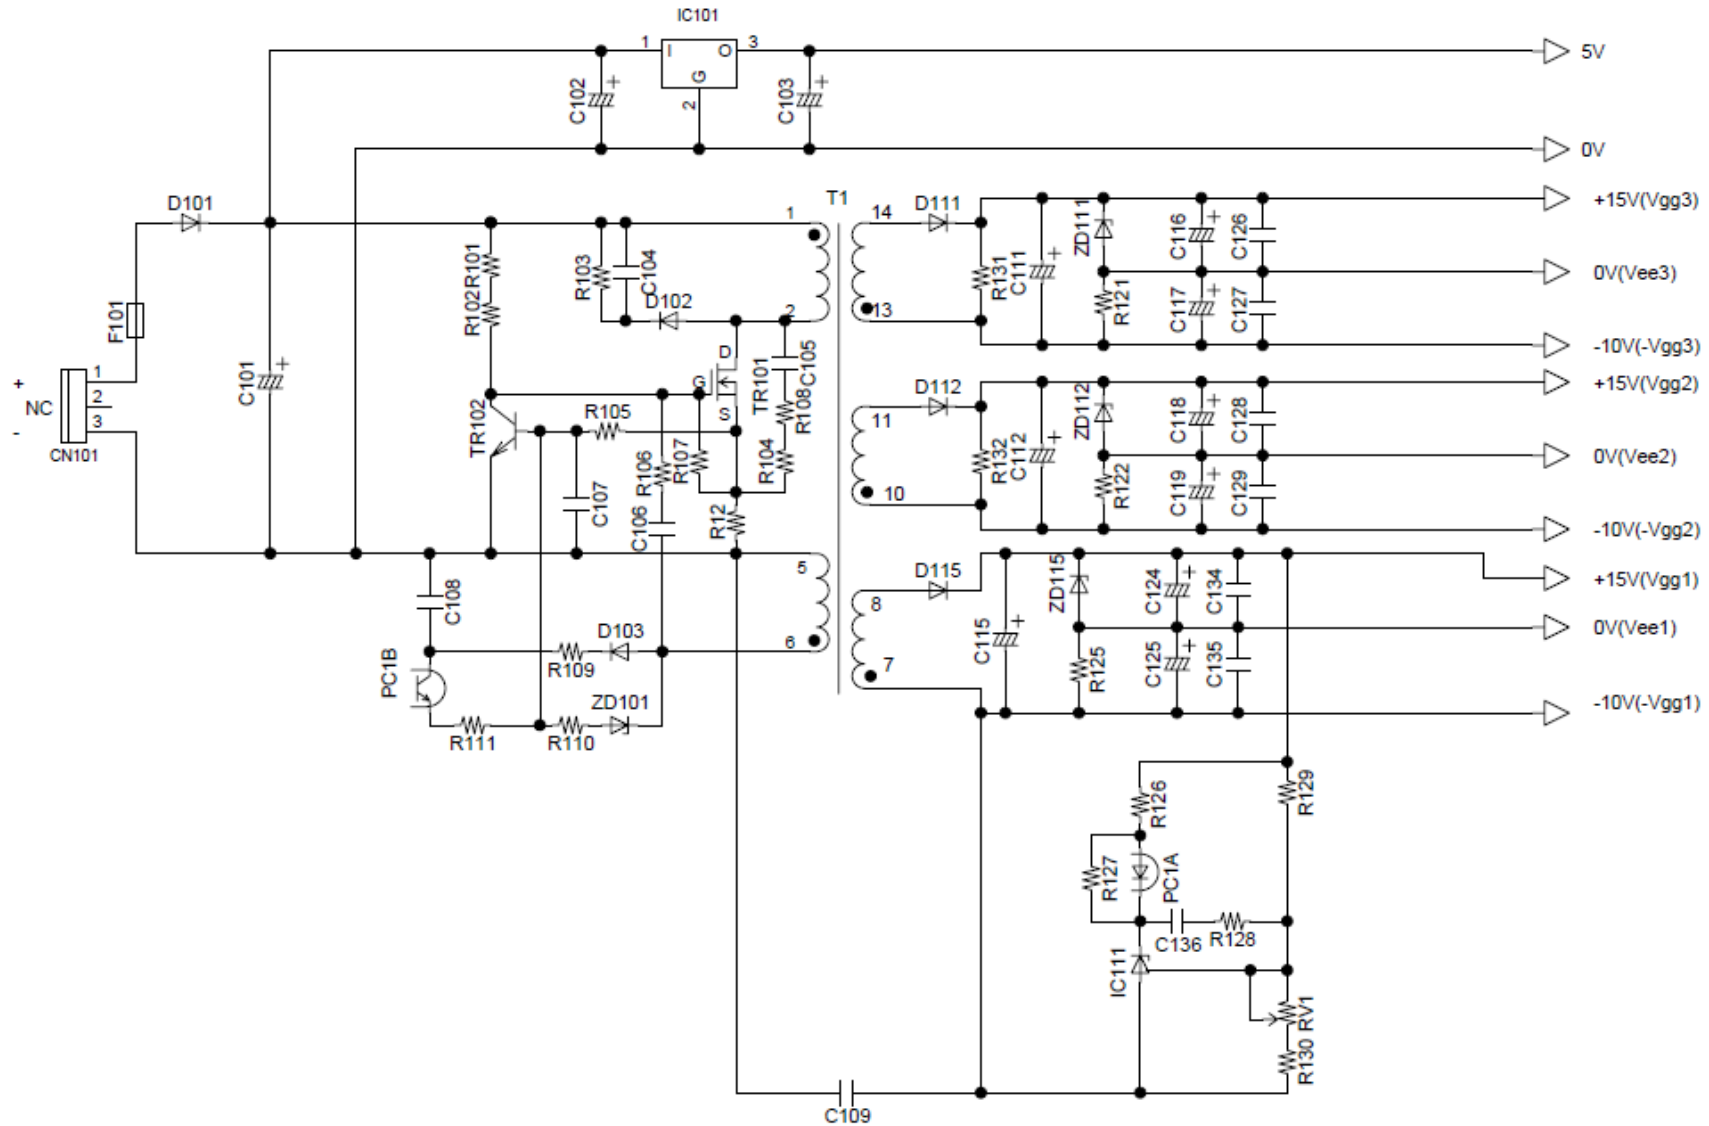 IC101
1
I
O
3
G
2
C102
+
C103
+
5V
0V
D101
T1
1
14
D111
+15V(Vgg3)
R101
R102
R103
C104
D102
2
13
R131
C111
+
ZD111
R121
C116
+
C117
+
C126
C127
0V(Vee3)
-10V(-Vgg3)
F101
C101
+
+
NC
-
1
2
3
CN101
D
G
S
TR101
C105
R108
R104
TR102
R105
R106
R107
C107
C106
R12
11
10
D112
R132
C112
+
ZD112
R122
C118
+
C119
+
C128
C129
+15V(Vgg2)
0V(Vee2)
-10V(-Vgg2)
5
6
8
7
D115
C115
+
ZD115
R125
C124
+
C125
+
C134
C135
+15V(Vgg1)
0V(Vee1)
-10V(-Vgg1)
C108
PC1B
R109
D103
ZD101
R111
R110
R126
R129
R127
PC1A
C136
R128
IC111
RV1
R130
C109